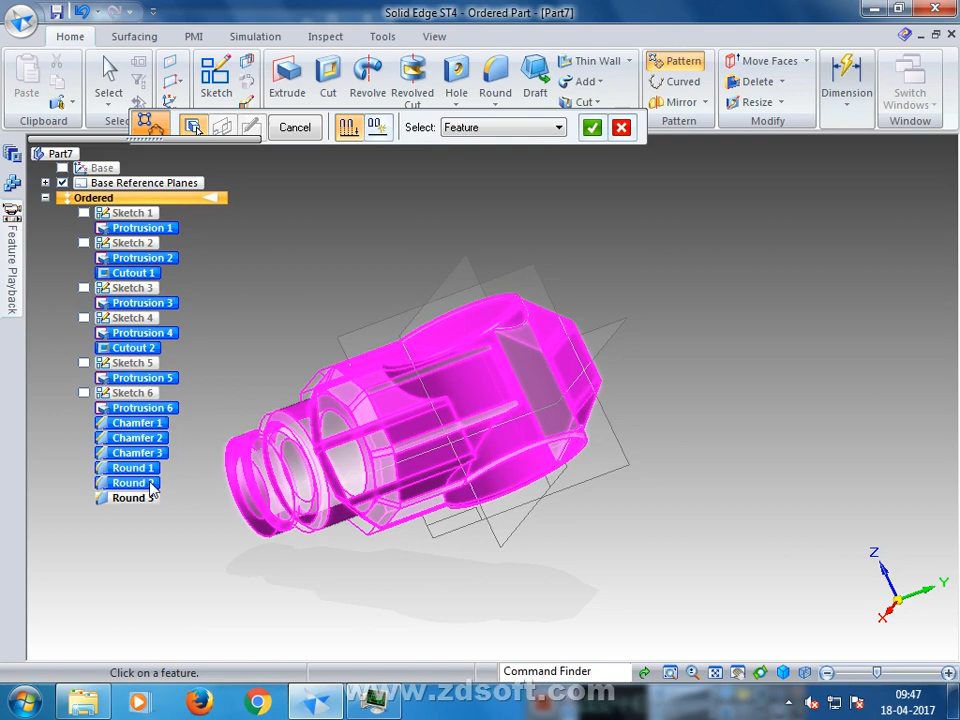 Solid Edge ST4 - Ordered Part - [Part7]
Home Surfacing PMI Simulation Inspect Tools View
Paste
Select
Sketch
Extrude
Cut
Revolve
Revolved Cut
Hole
Round
Draft
Thin Wall
Add
Cut
Pattern
Curved
Mirror
Move Faces
Delete
Resize
Dimension
Switch Windows
Clipboard
Selec
Pattern
Modify
Window
Cancel
Select: Feature
Part7
Base
Base Reference Planes
Ordered
Sketch 1
Protrusion 1
Sketch 2
Protrusion 2
Cutout 1
Sketch 3
Protrusion 3
Sketch 4
Protrusion 4
Cutout 2
Sketch 5
Protrusion 5
Sketch 6
Protrusion 6
Chamfer 1
Chamfer 2
Chamfer 3
Round 1
Round
Round
Feature Playback
Z
Y
X
Click on a feature.
Command Finder
www.zdsoft.com
09:47
18-04-2017